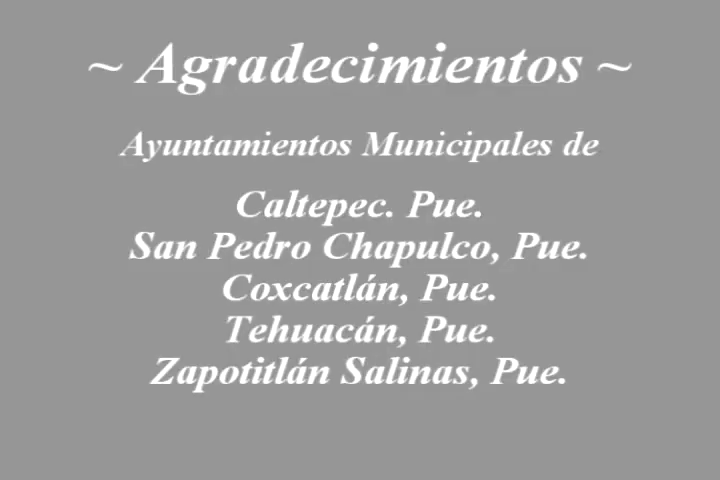 ~ Agradecimientos ~
Ayuntamientos Municipales de
Caltepec. Pue.
San Pedro Chapulco, Pue.
Coxcatlán, Pue.
Tehuacán, Pue.
Zapotitlán Salinas, Pue.